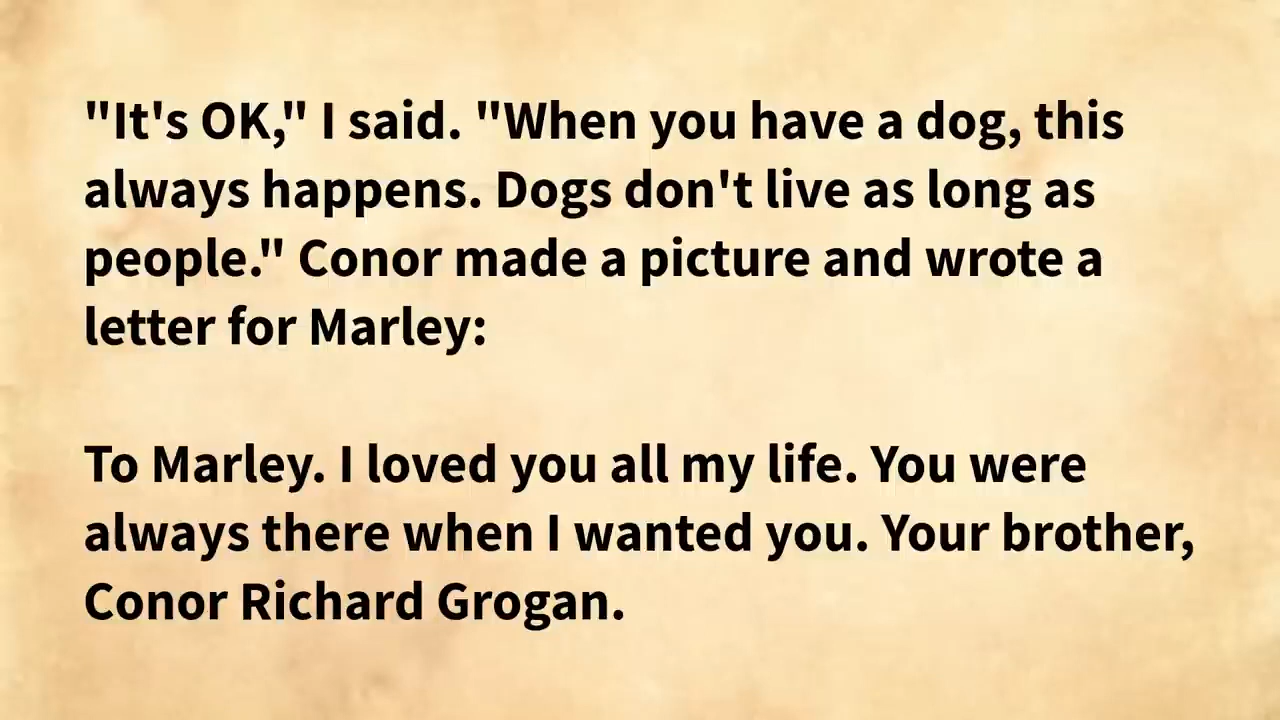 "It's OK," I said. "When you have a dog, this
always happens. Dogs don't live as long as
people." Conor made a picture and wrote a
letter for Marley:
To Marley. I loved you all my life. You were
always there when I wanted you. Your brother,
Conor Richard Grogan.